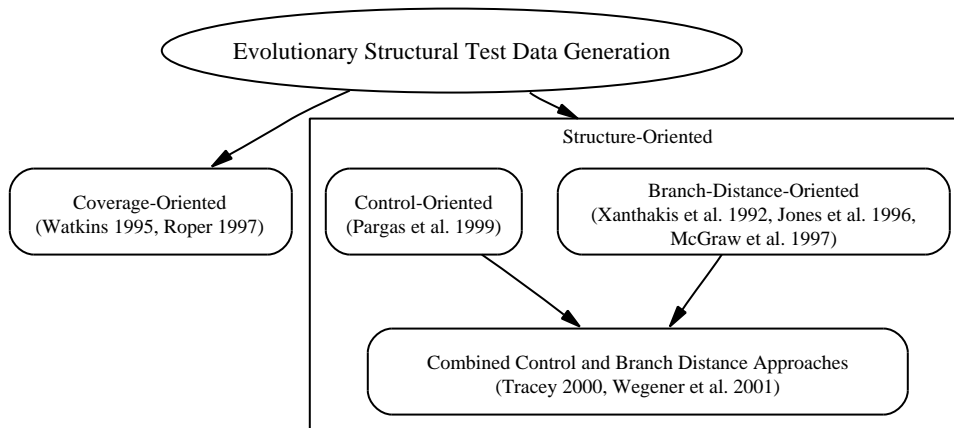 Evolutionary Structural Test Data Generation
Structure-Oriented
Coverage-Oriented
(Watkins 1995, Roper 1997)
Control-Oriented
(Pargas et al. 1999)
Branch-Distance-Oriented
(Xanthakis et al. 1992, Jones et al. 1996,
McGraw et al. 1997)
Combined Control and Branch Distance Approaches
(Tracey 2000, Wegener et al. 2001)